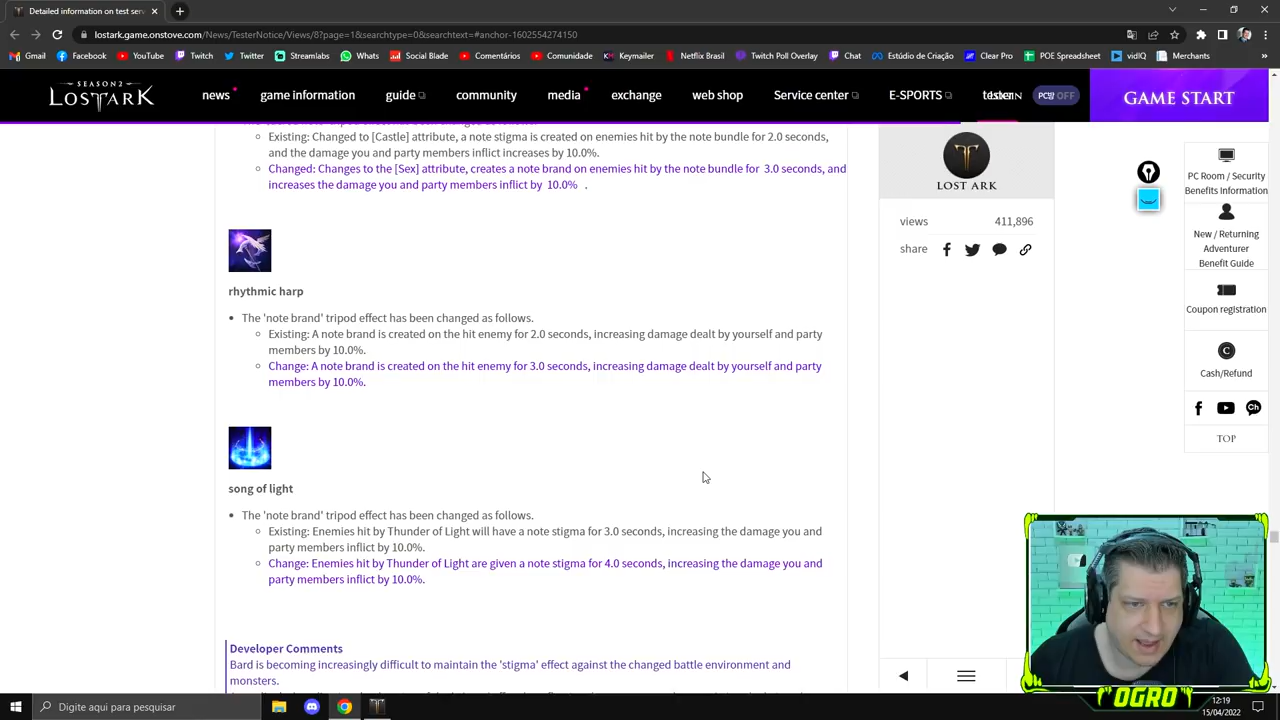 Detailed information on test serv
lostark.game.onstove.com/News/TesterNotice/Views/8?page=1&searchtype=0&searchtext=#anchor-1602554274150
Gmail Facebook YouTube Twitch Twitter Streamlabs Whats Social Blade Comentários Comunidade Keymailer Netflix Brasil Twitch Poll Overlay Chat Estúdio de Criação Clear Pro POE Spreedsheet vidIQ Merchants
SEASON2
LOSTARK
news game information guide community media exchange web shop Service center E-SPORTS tester
OFF
GAME START
Existing: Changed to [Castle] attribute, a note stigma is created on enemies hit by the note bundle for 2.0 seconds,
and the damage you and party members inflict increases by 10.0%.
Changed: Changes to the [Sex] attribute, creates a note brand on enemies hit by the note bundle for 3.0 seconds, and
increases the damage you and party members inflict by 10.0% .
rhythmic harp
The 'note brand' tripod effect has been changed as follows.
Existing: A note brand is created on the hit enemy for 2.0 seconds, increasing damage dealt by yourself and party
members by 10.0%.
Change: A note brand is created on the hit enemy for 3.0 seconds, increasing damage dealt by yourself and party
members by 10.0%.
song of light
The 'note brand' tripod effect has been changed as follows.
Existing: Enemies hit by Thunder of Light will have a note stigma for 3.0 seconds, increasing the damage you and
party members inflict by 10.0%.
Change: Enemies hit by Thunder of Light are given a note stigma for 4.0 seconds, increasing the damage you and
party members inflict by 10.0%.
Developer Comments
Bard is becoming increasingly difficult to maintain the 'stigma' effect against the changed battle environment and
monsters.
LOST ARK
views 411,896
share
PC Room / Security
Benefits Information
New / Returning
Adventurer
Benefit Guide
Coupon registration
C
Cash/Refund
Ch
TOP
OGRO
Digite aqui para pesquisar
12:19
15/04/2022